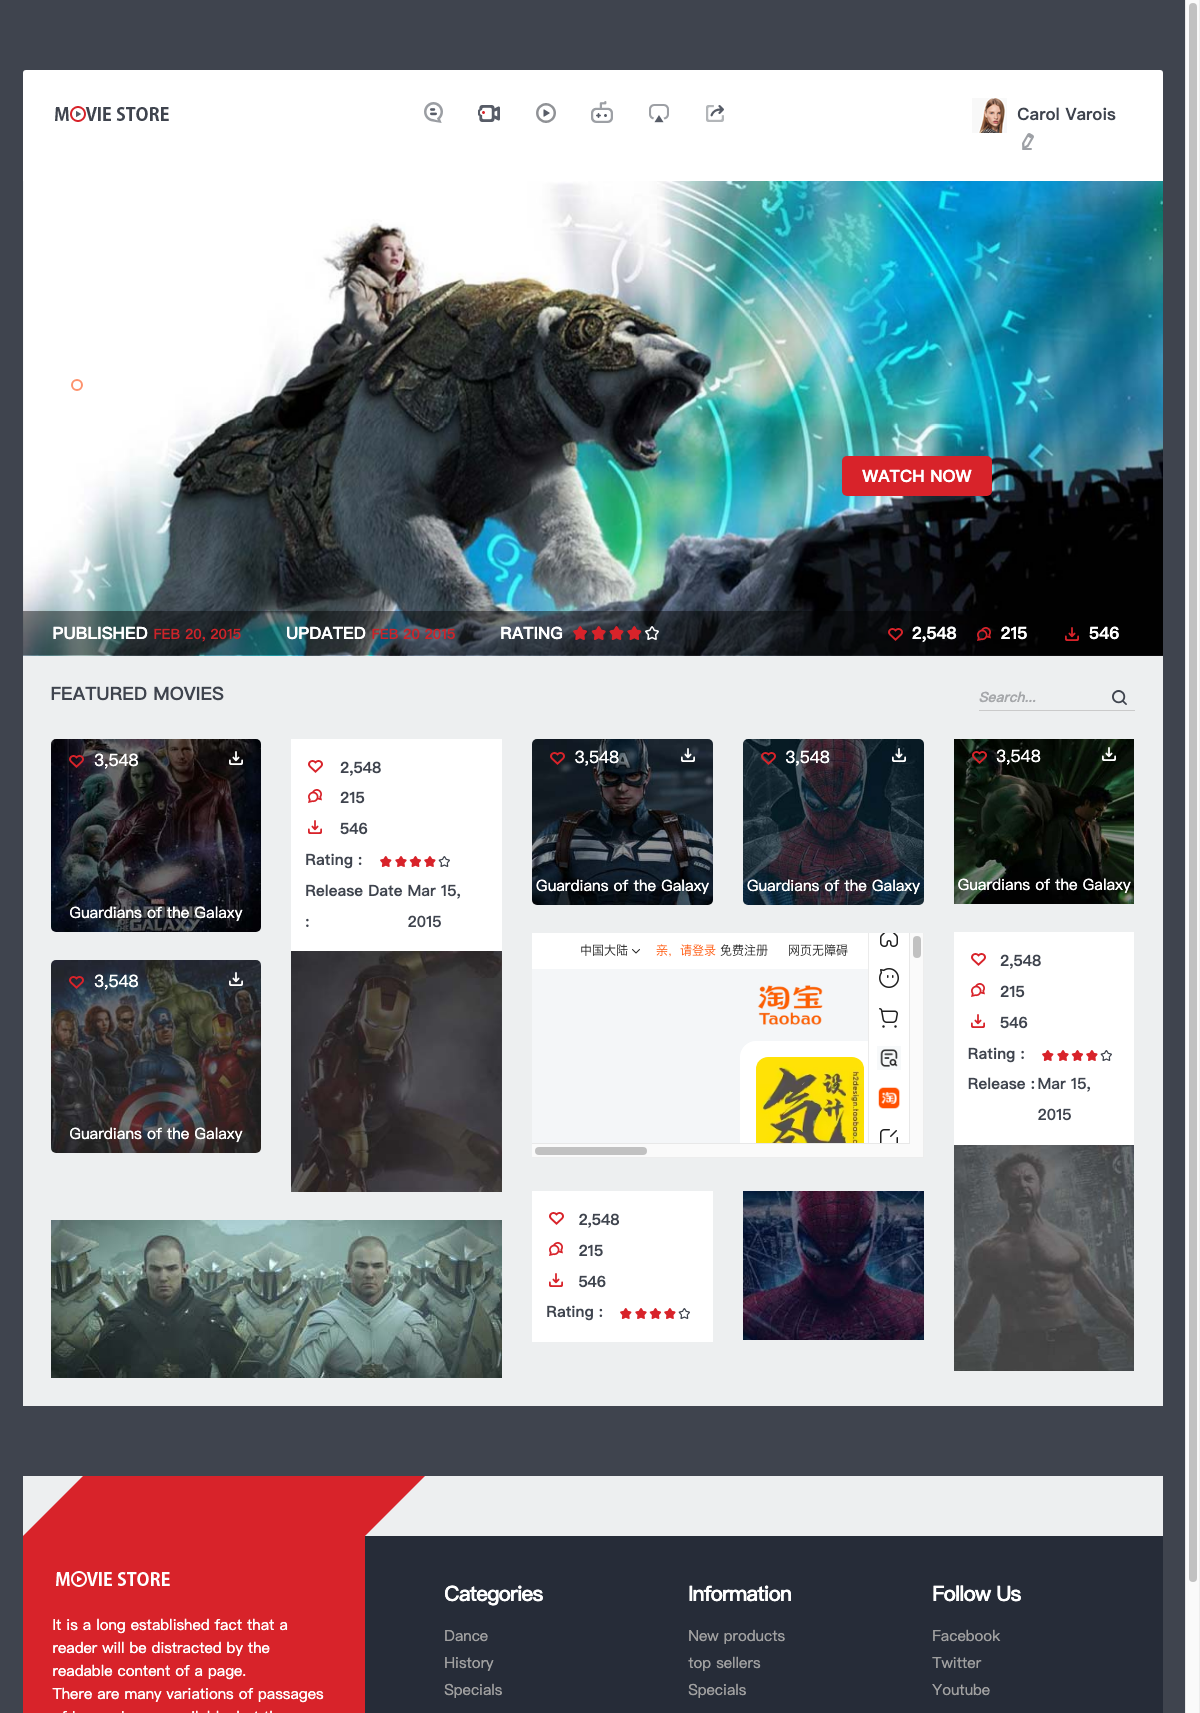 MOVIE STORE
Carol Varois
WATCH NOW
PUBLISHED FEB 20, 2015 UPDATED FEB 20 2015 RATING 2,548 215 546
FEATURED MOVIES
Search...
3,548
Guardians of the Galaxy
2,548
215
546
Rating :
Release Date Mar 15,
: 2015
3,548
Guardians of the Galaxy
3,548
Guardians of the Galaxy
3,548
Guardians of the Galaxy
3,548
Guardians of the Galaxy
中国大陆 亲，请登录 免费注册 网页无障碍
淘宝
Taobao
淘
气
设计
h2design.taobao.c
2,548
215
546
Rating :
Release : Mar 15,
2015
2,548
215
546
Rating :
MOVIE STORE
It is a long established fact that a
reader will be distracted by the
readable content of a page.
There are many variations of passages
Categories
Dance
History
Specials
Information
New products
top sellers
Specials
Follow Us
Facebook
Twitter
Youtube